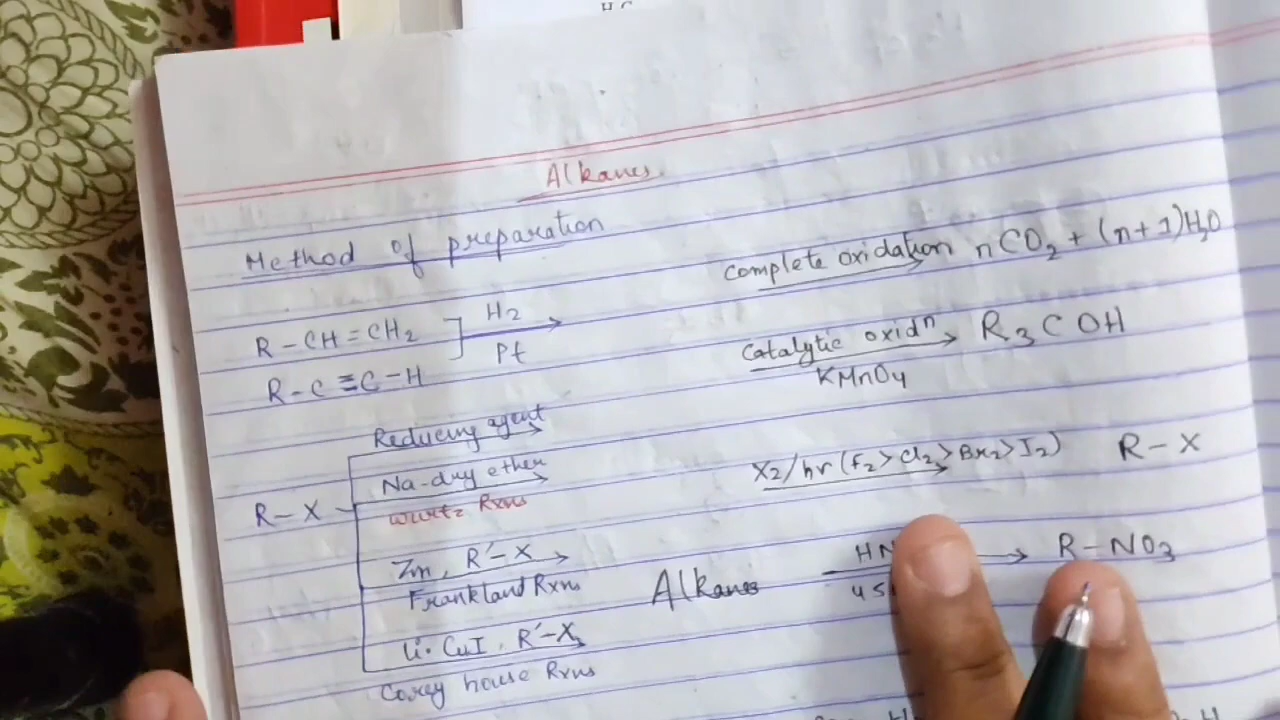 Alkanes
Method of preparation
R-CH=CH2
H2
Pt
R-C≡C-H
R-X
Reducing agent
Na-dry ether
Wurtz Rxns
Zn, R'-X
Frankland Rxns
Li. CuI, R'-X
Corey house Rxns
Alkanes
Complete oxidation nCO2 + (n+1)H2O
Catalytic oxidn R3COH
KMnO4
X2/hv (F2>Cl2>Br2>I2) R-X
R-NO3